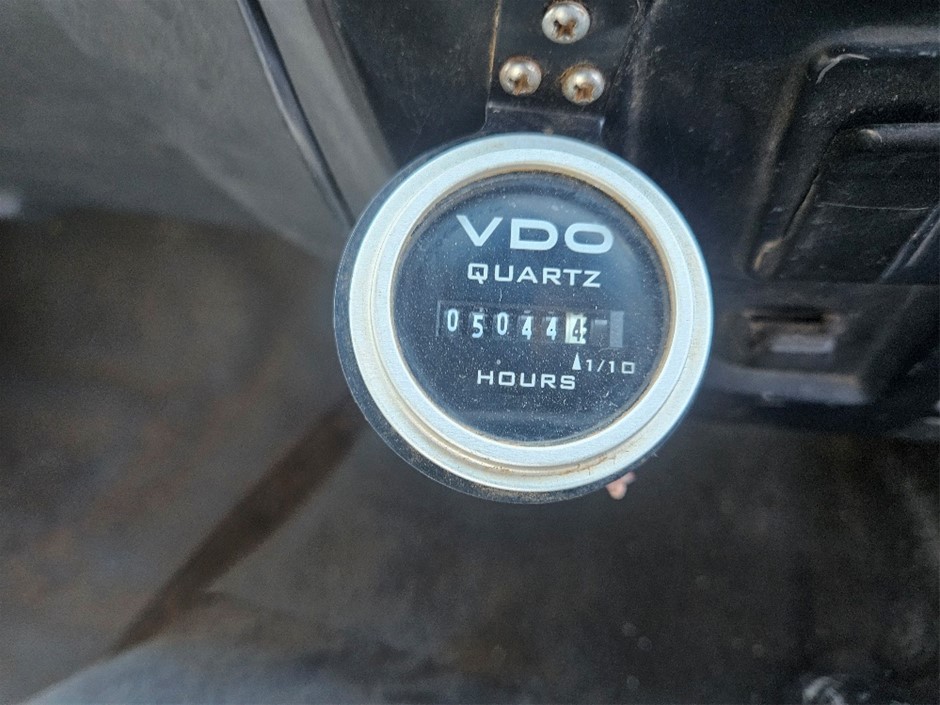 VDO
QUARTZ
050444
1/10
HOURS